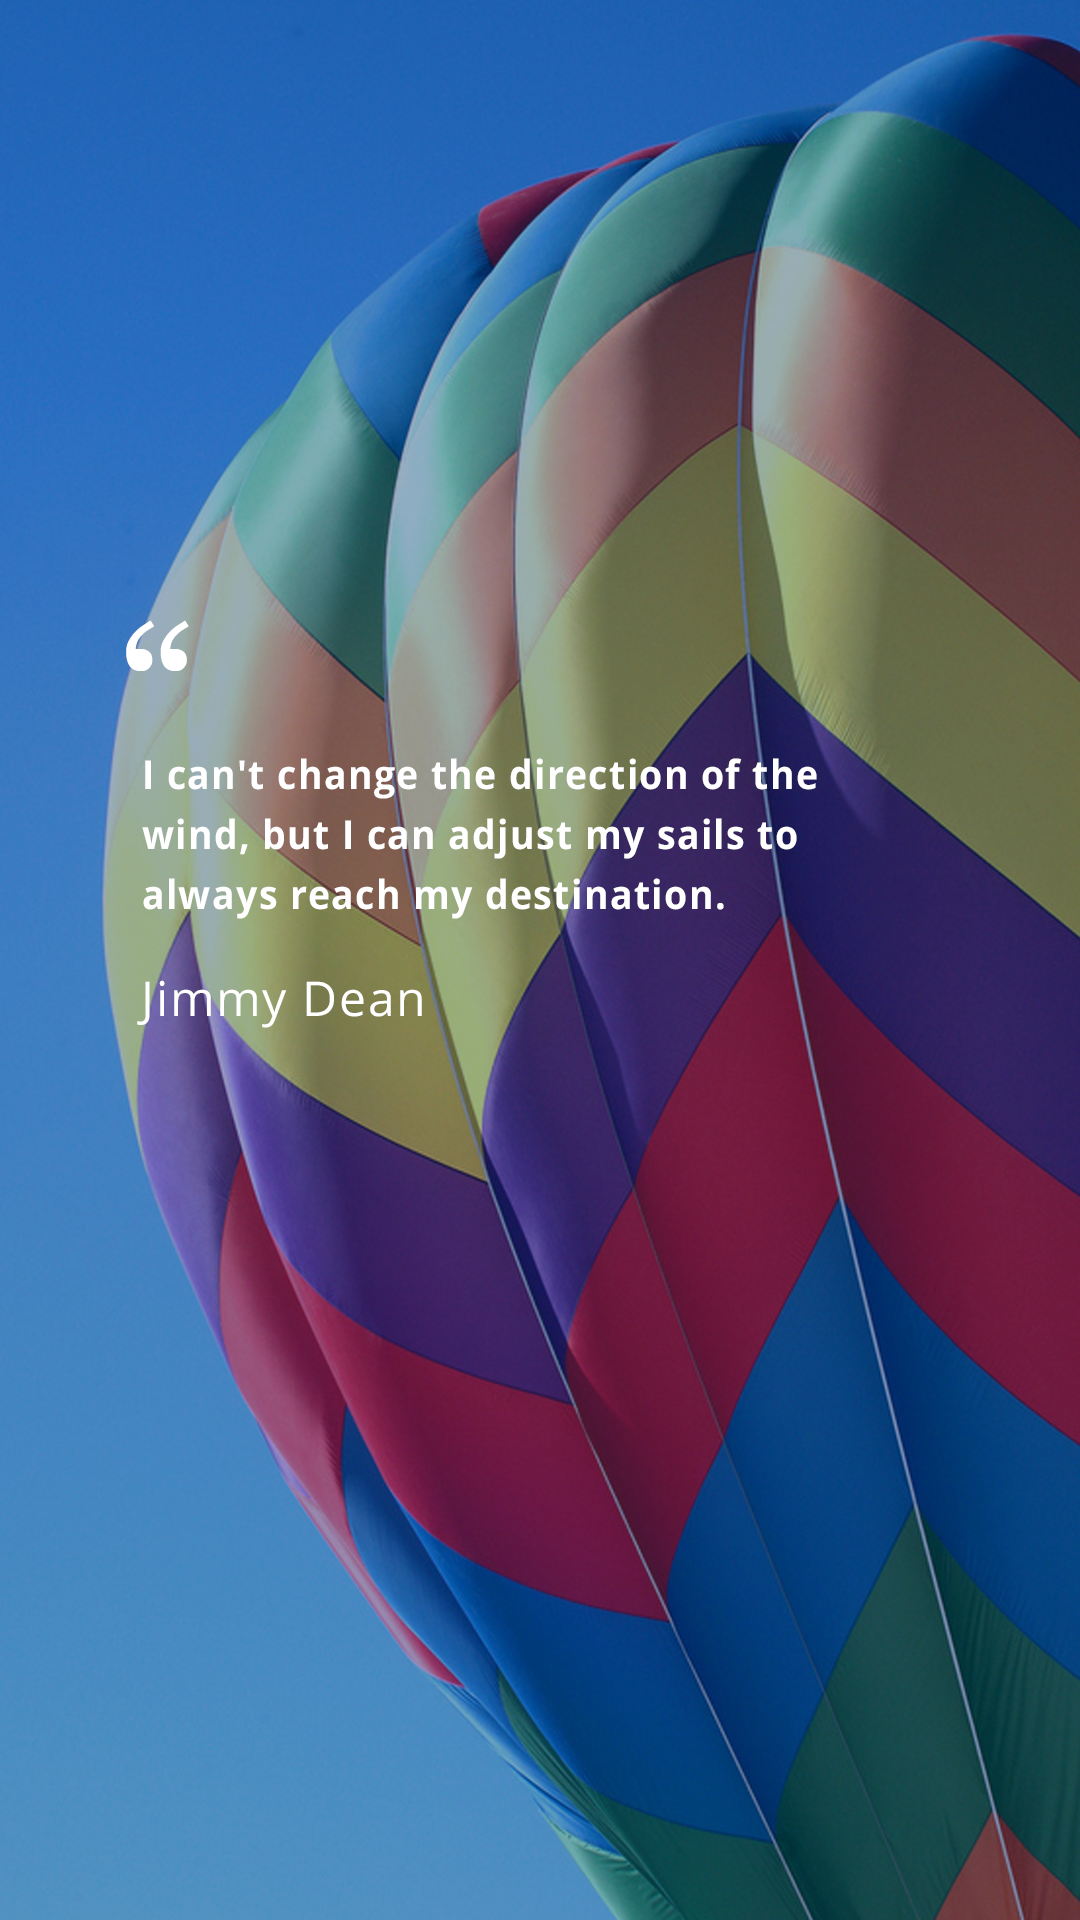 “
I can't change the direction of the
wind, but I can adjust my sails to
always reach my destination.
Jimmy Dean